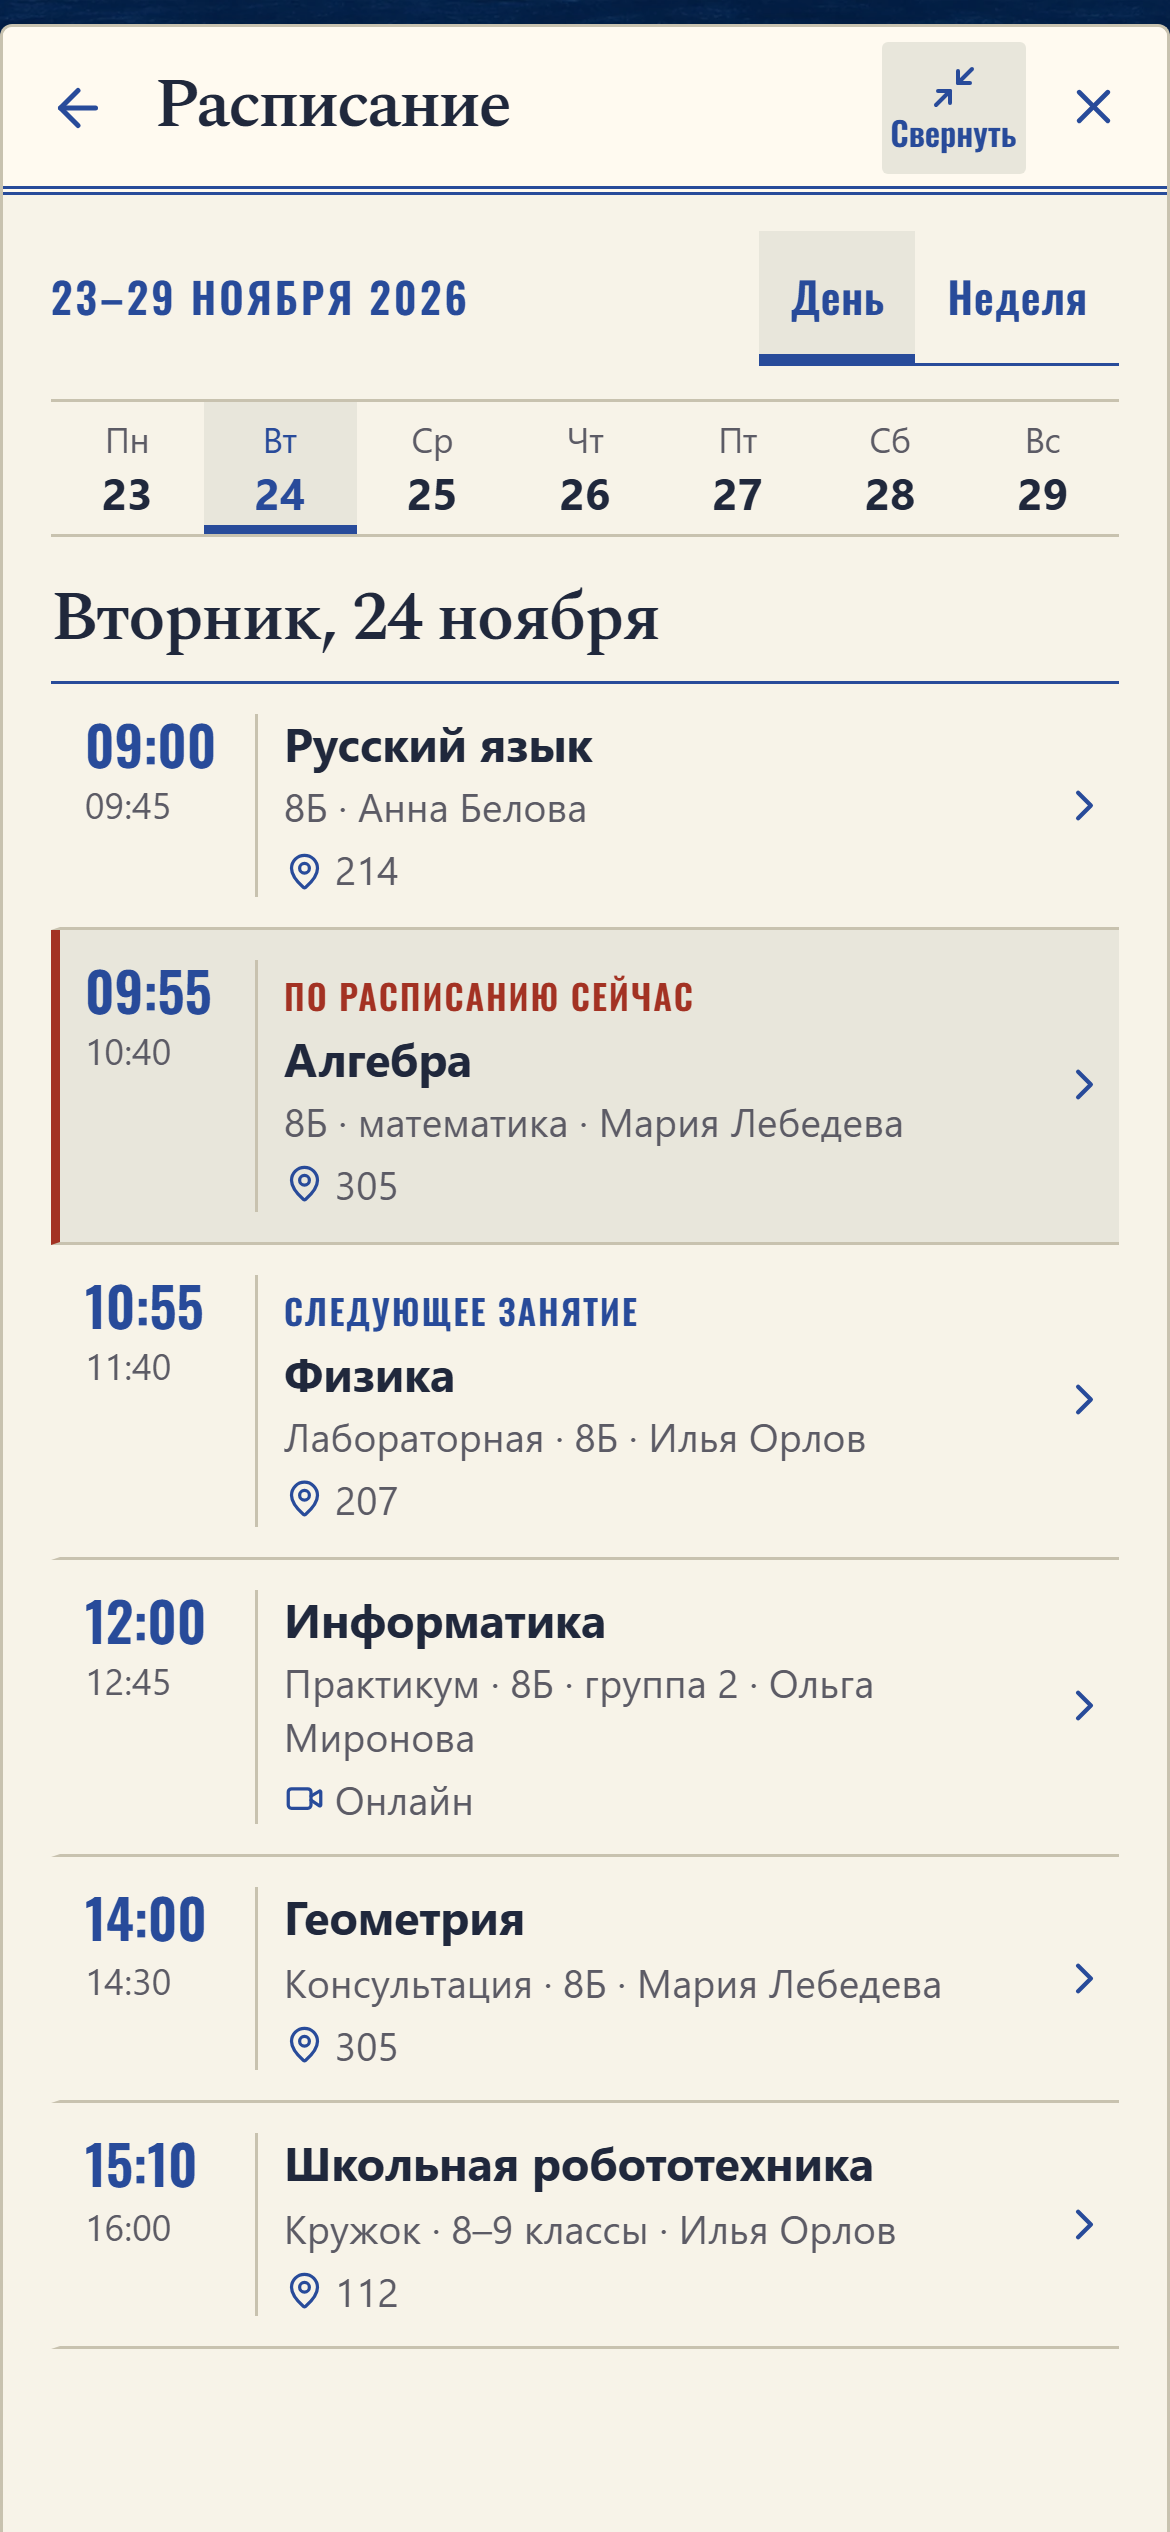 Расписание
Свернуть
23–29 НОЯБРЯ 2026
День Неделя
Пн Вт Ср Чт Пт Сб Вс
23 24 25 26 27 28 29
Вторник, 24 ноября
09:00 Русский язык
09:45 8Б · Анна Белова
214
09:55 ПО РАСПИСАНИЮ СЕЙЧАС
10:40 Алгебра
8Б · математика · Мария Лебедева
305
10:55 СЛЕДУЮЩЕЕ ЗАНЯТИЕ
11:40 Физика
Лабораторная · 8Б · Илья Орлов
207
12:00 Информатика
12:45 Практикум · 8Б · группа 2 · Ольга
Миронова
Онлайн
14:00 Геометрия
14:30 Консультация · 8Б · Мария Лебедева
305
15:10 Школьная робототехника
16:00 Кружок · 8–9 классы · Илья Орлов
112